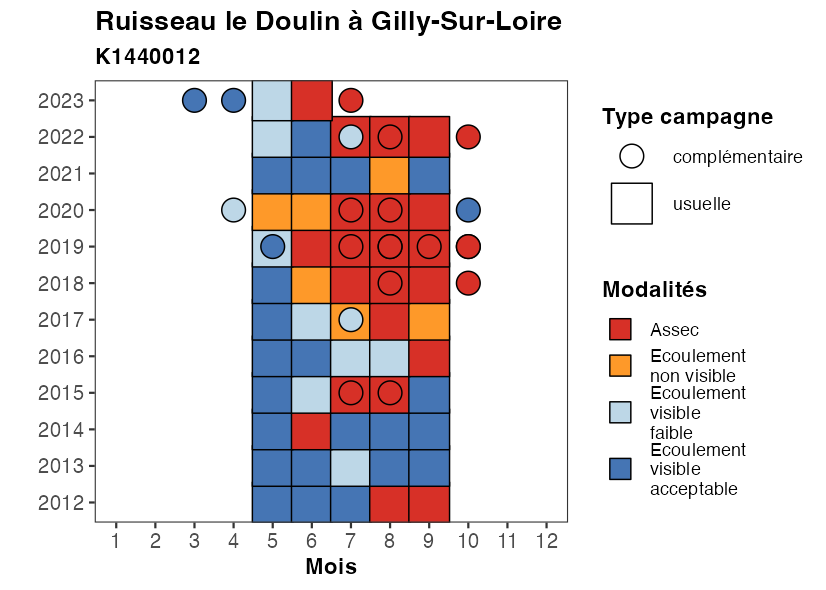 Ruisseau le Doulin à Gilly-Sur-Loire
K1440012
2023
2022
2021
2020
2019
2018
2017
2016
2015
2014
2013
2012
1 2 3 4 5 6 7 8 9 10 11 12
Mois
Type campagne
complémentaire
usuelle
Modalités
Assec
Ecoulement
non visible
Ecoulement
visible
faible
Ecoulement
visible
acceptable